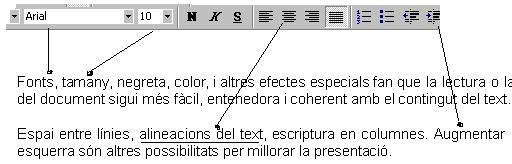 Arial 10 N K S
Fonts, tamany, negreta, color, i altres efectes especials fan que la lectura o la
del document sigui més fàcil, entenedora i coherent amb el contingut del text.
Espai entre línies, alineacions del text, escriptura en columnes. Augmentar
esquerra són altres possibilitats per millorar la presentació.